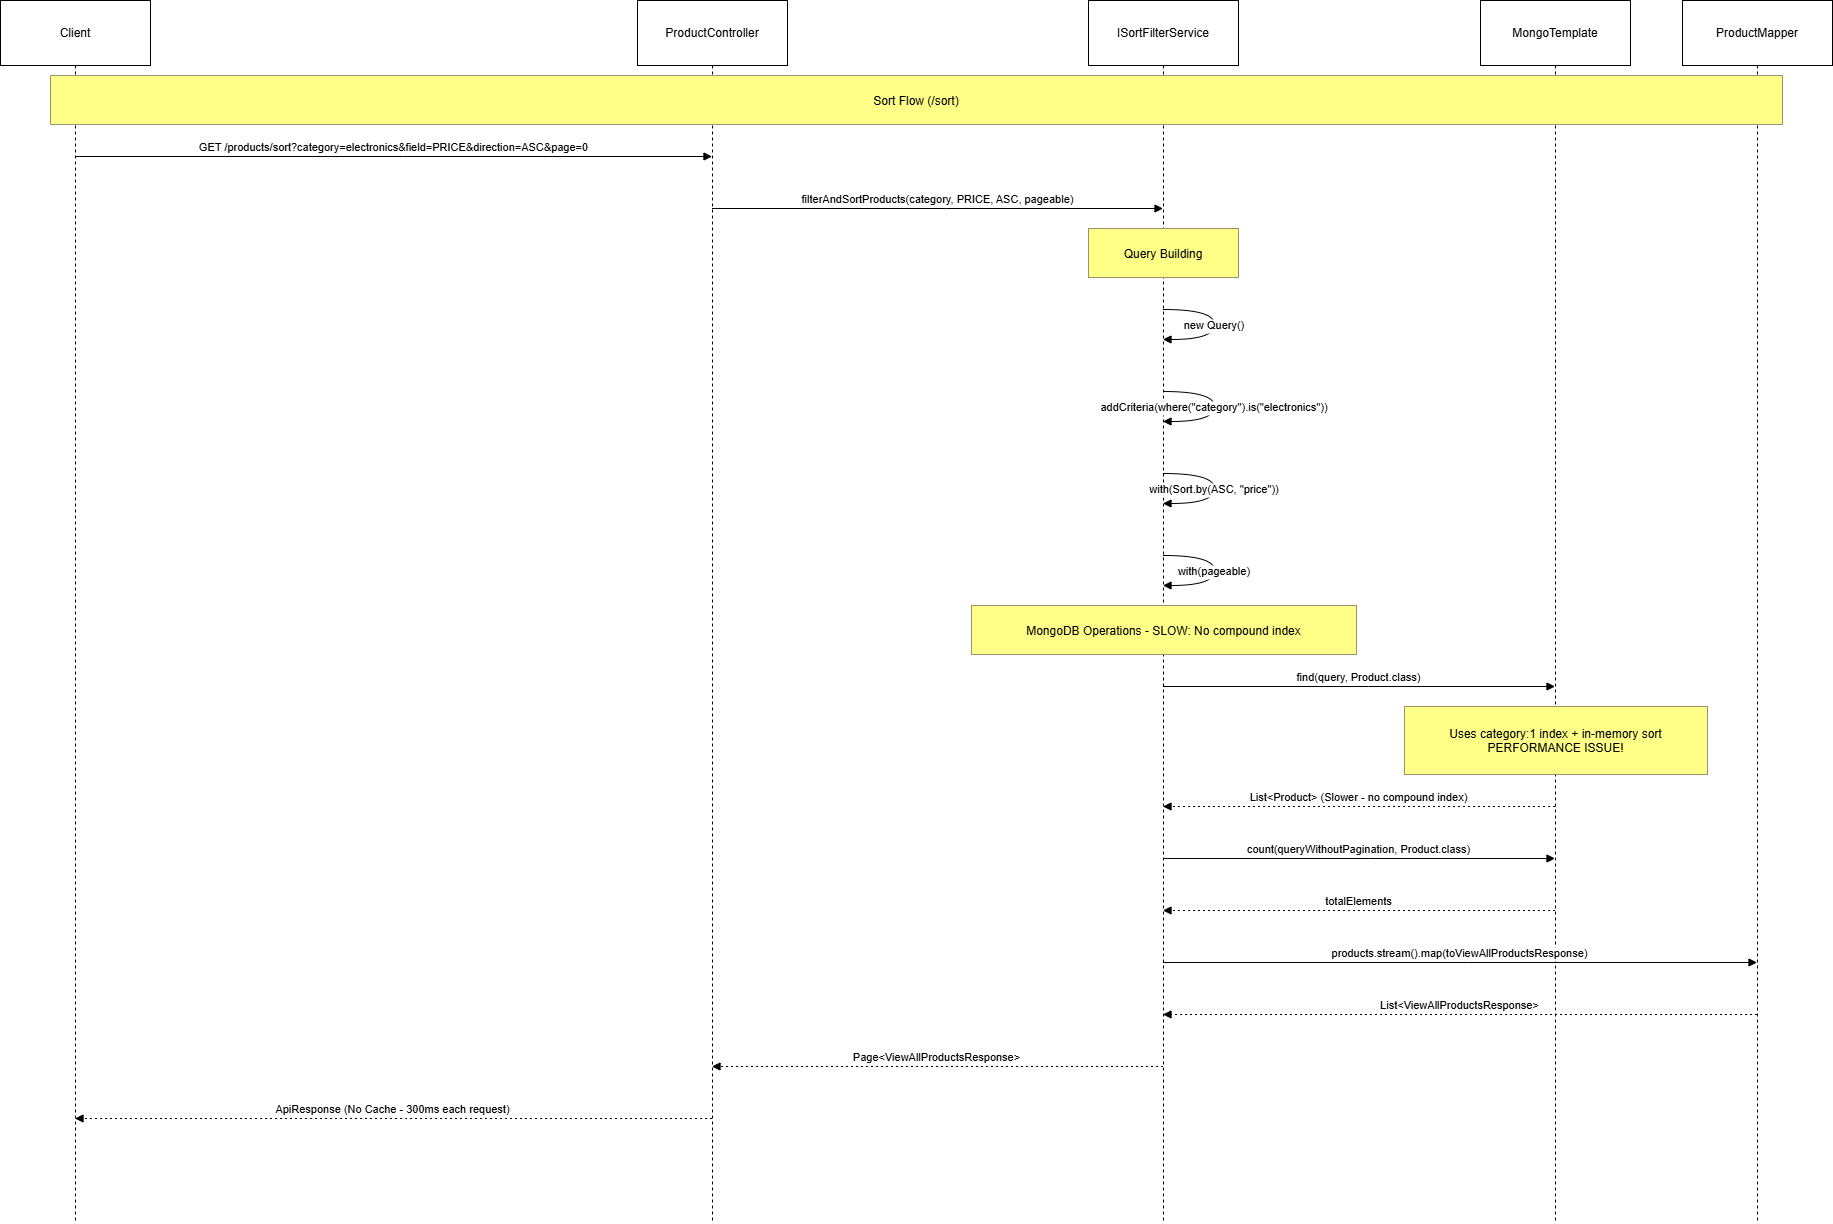 Client
ProductController
ISortFilterService
MongoTemplate
ProductMapper
Sort Flow (/sort)
GET /products/sort?category=electronics&field=PRICE&direction=ASC&page=0
filterAndSortProducts(category, PRICE, ASC, pageable)
Query Building
new Query()
addCriteria(where("category").is("electronics"))
with(Sort.by(ASC, "price"))
with(pageable)
MongoDB Operations - SLOW: No compound index
find(query, Product.class)
Uses category:1 index + in-memory sort
PERFORMANCE ISSUE!
List<Product> (Slower - no compound index)
count(queryWithoutPagination, Product.class)
totalElements
products.stream().map(toViewAllProductsResponse)
List<ViewAllProductsResponse>
Page<ViewAllProductsResponse>
ApiResponse (No Cache - 300ms each request)